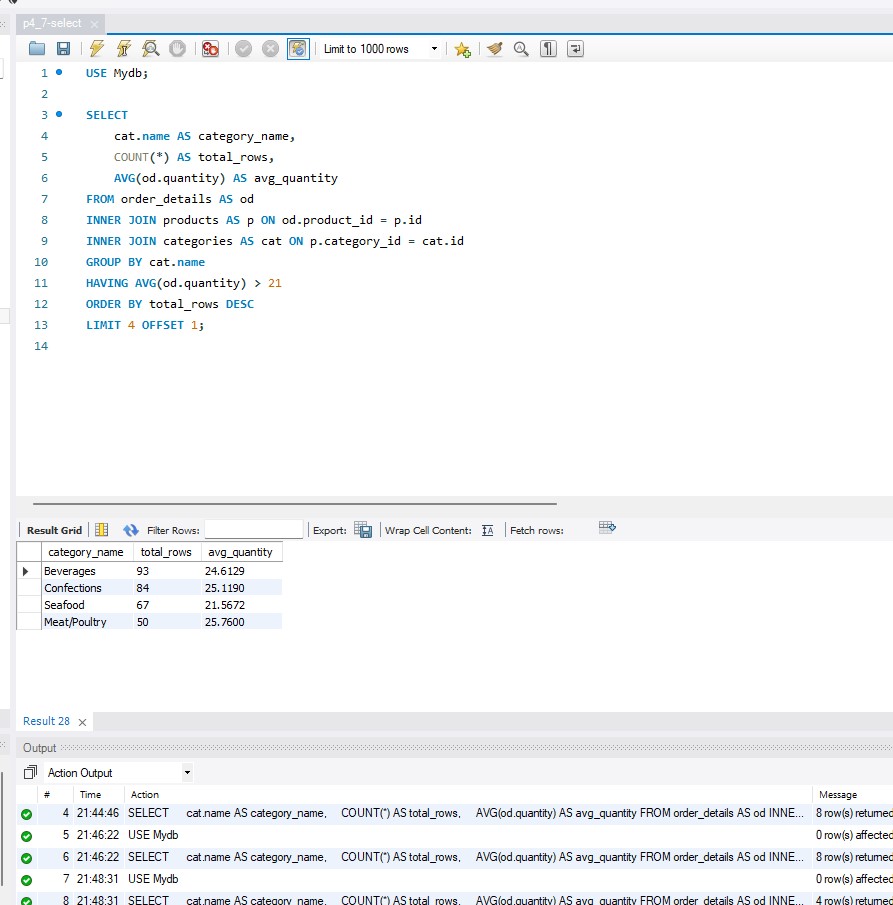 p4_7-select
Limit to 1000 rows
1 USE Mydb;
2
3 SELECT
4 cat.name AS category_name,
5 COUNT(*) AS total_rows,
6 AVG(od.quantity) AS avg_quantity
7 FROM order_details AS od
8 INNER JOIN products AS p ON od.product_id = p.id
9 INNER JOIN categories AS cat ON p.category_id = cat.id
10 GROUP BY cat.name
11 HAVING AVG(od.quantity) > 21
12 ORDER BY total_rows DESC
13 LIMIT 4 OFFSET 1;
14
Result Grid Filter Rows: Export: Wrap Cell Content: Fetch rows:
category_name total_rows avg_quantity
Beverages 93 24.6129
Confections 84 25.1190
Seafood 67 21.5672
Meat/Poultry 50 25.7600
Result 28
Output
Action Output
# Time Action Message
4 21:44:46 SELECT cat.name AS category_name, COUNT(*) AS total_rows, AVG(od.quantity) AS avg_quantity FROM order_details AS od INNE... 8 row(s) returned
5 21:46:22 USE Mydb 0 row(s) affected
6 21:46:22 SELECT cat.name AS category_name, COUNT(*) AS total_rows, AVG(od.quantity) AS avg_quantity FROM order_details AS od INNE... 8 row(s) returned
7 21:48:31 USE Mydb 0 row(s) affected
8 21:48:31 SELECT cat.name AS category_name, COUNT(*) AS total_rows, AVG(od.quantity) AS avg_quantity FROM order_details AS od INNE... 4 row(s) returned